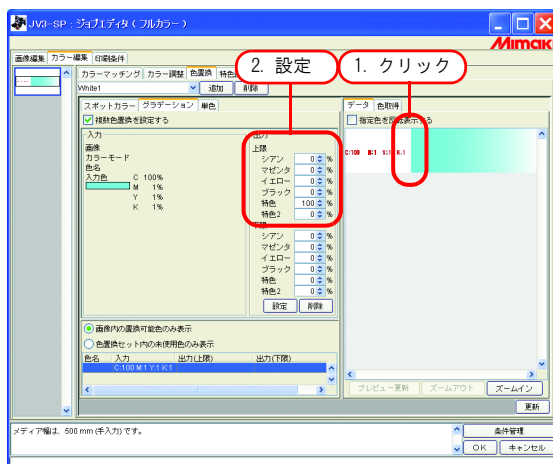 JV3-SP : ジョブエディタ ( フルカラー )
Mimaki
画像編集 カラー編集 印刷条件
カラーマッチング カラー調整 色置換 特色
2. 設定
1. クリック
White1 追加 削除
スポットカラー グラデーション 単色
データ 色取得
複数色置換を設定する
入力
画像
カラーモード
色名
入力色 C 100%
M 1%
Y 1%
K 1%
出力
上限
シアン 0 %
マゼンタ 0 %
イエロー 0 %
ブラック 0 %
特色 100 %
特色2 0 %
シアン 0 %
マゼンタ 0 %
イエロー 0 %
ブラック 0 %
特色 0 %
特色2 0 %
設定 削除
C:100 M:1 Y:1 K:1
画像内の置換可能色のみ表示
色置換セット内の未使用色のみ表示
色名 入力 出力(上限) 出力(下限)
C:100 M:1 Y:1 K:1
プレビュー更新 ズームアウト ズームイン
更新
メディア幅は、500 mm (手入力) です。
条件管理
OK キャンセル